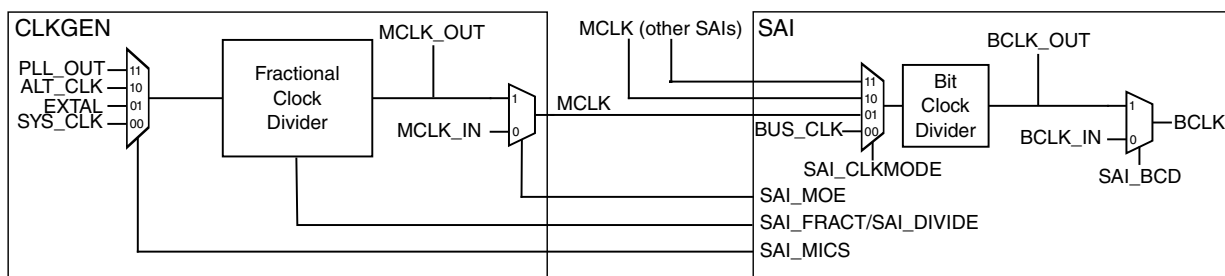 CLKGEN
PLL_OUT
ALT_CLK
EXTAL
SYS_CLK
11
10
01
00
Fractional
Clock
Divider
MCLK_OUT
MCLK_IN
1
0
MCLK
MCLK (other SAIs)
SAI
BUS_CLK
11
10
01
00
SAI_CLKMODE
Bit
Clock
Divider
BCLK_OUT
BCLK_IN
1
0
BCLK
SAI_BCD
SAI_MOE
SAI_FRACT/SAI_DIVIDE
SAI_MICS